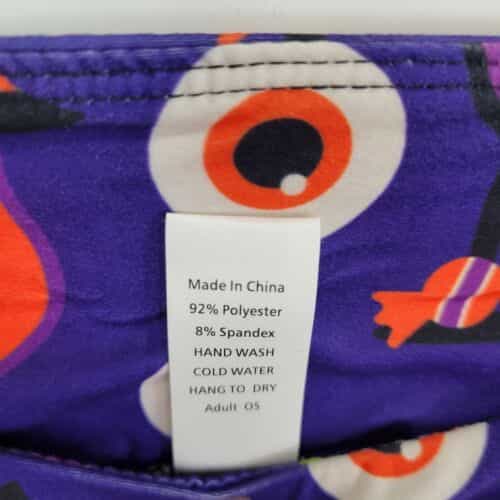 Made In China
92% Polyester
8% Spandex
HAND WASH
COLD WATER
HANG TO DRY
Adult OS